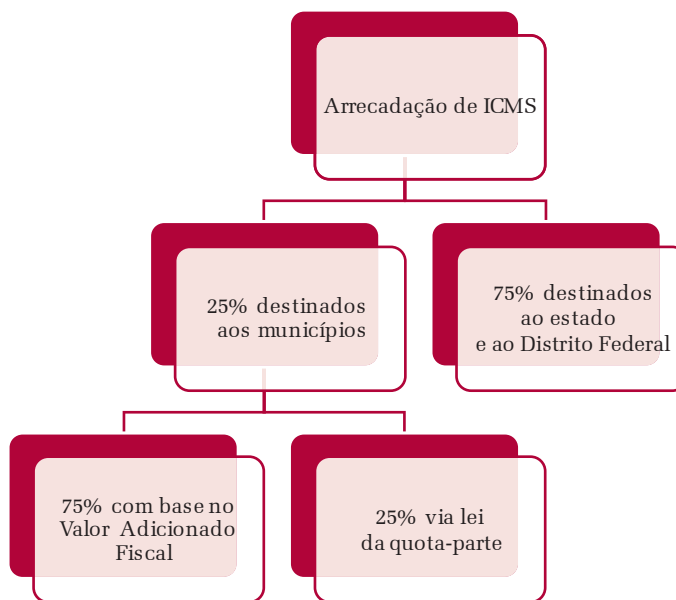 Arrecadação de ICMS
25% destinados
aos municípios
75% destinados
ao estado
e ao Distrito Federal
75% com base no
Valor Adicionado
Fiscal
25% via lei
da quota-parte